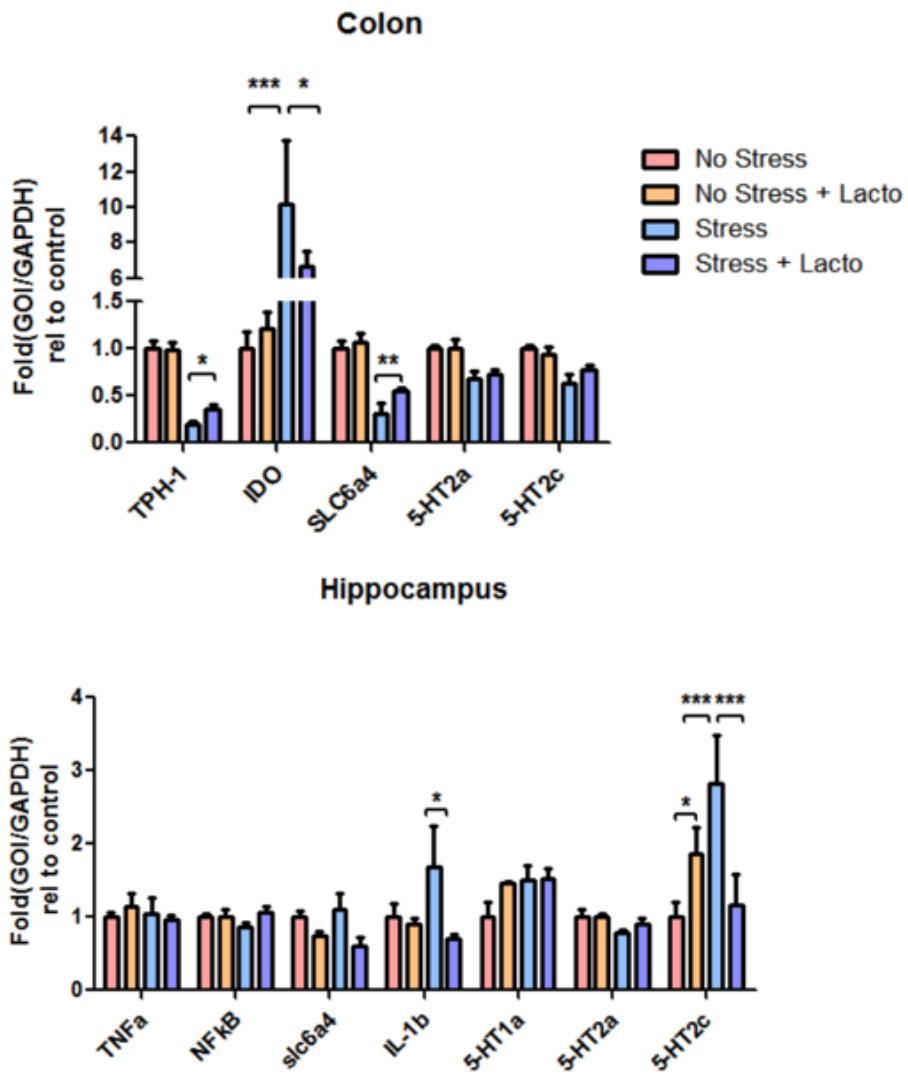 Colon
*** *
14
12
10
8
6
1.5
1.0
0.5
0.0
Fold(GOI/GAPDH)
rel to control
* **
TPH-1 IDO SLC6a4 5-HT2a 5-HT2c
No Stress
No Stress + Lacto
Stress
Stress + Lacto
Hippocampus
4
3
2
1
0
Fold(GOI/GAPDH)
rel to control
*** ***
* *
TNFa NFkB slc6a4 IL-1b 5-HT1a 5-HT2a 5-HT2c